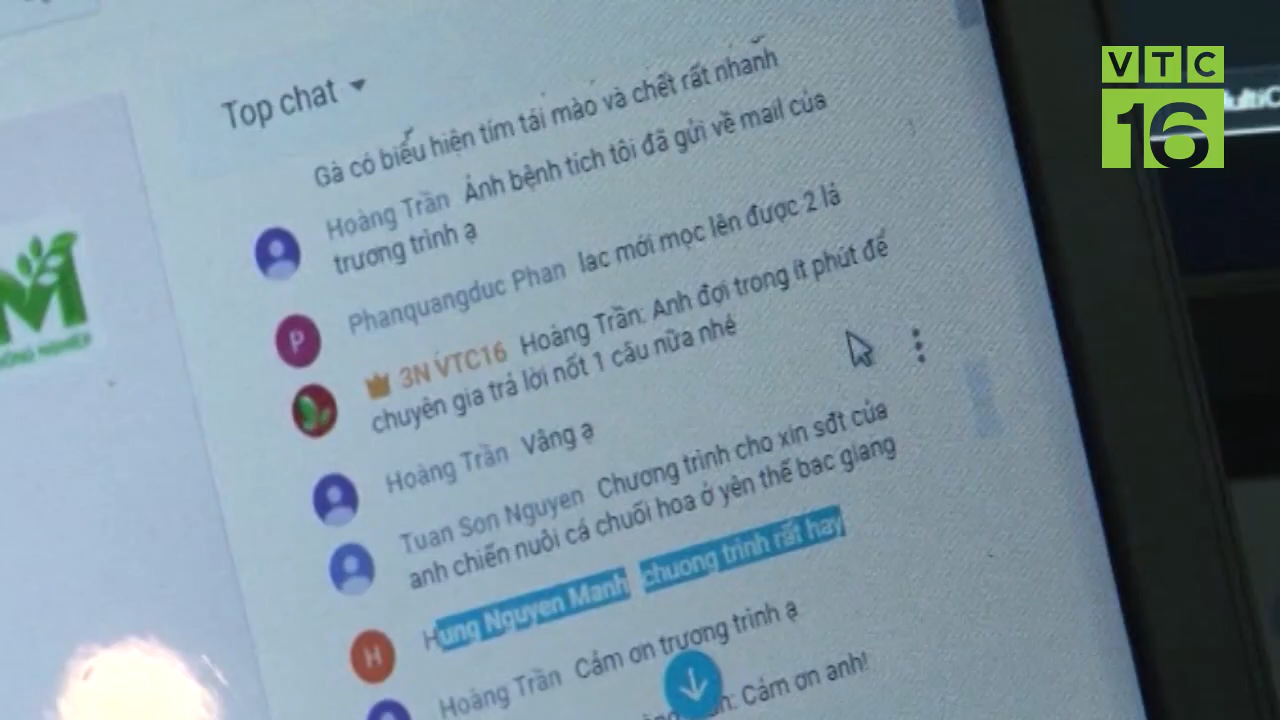 VTC
16
Top chat
Gà có biểu hiện tím tái mào và chết rất nhanh
Hoàng Trần Ảnh bệnh tích tôi đã gửi về mail của
trương trình ạ
Phanquangduc Phan lac mới mọc lên được 2 lá
3N VTC16 Hoàng Trần: Anh đợi trong ít phút để
chuyên gia trả lời nốt 1 câu nữa nhé
Hoàng Trần Vâng ạ
Tuan Son Nguyen Chương trình cho xin sđt của
anh chiến nuôi cá chuối hoa ở yên thế bac giang
Hung Nguyen Manh chuong trình rất hay
Hoàng Trần Cảm ơn trương trình ạ
Cảm ơn anh!
P
H